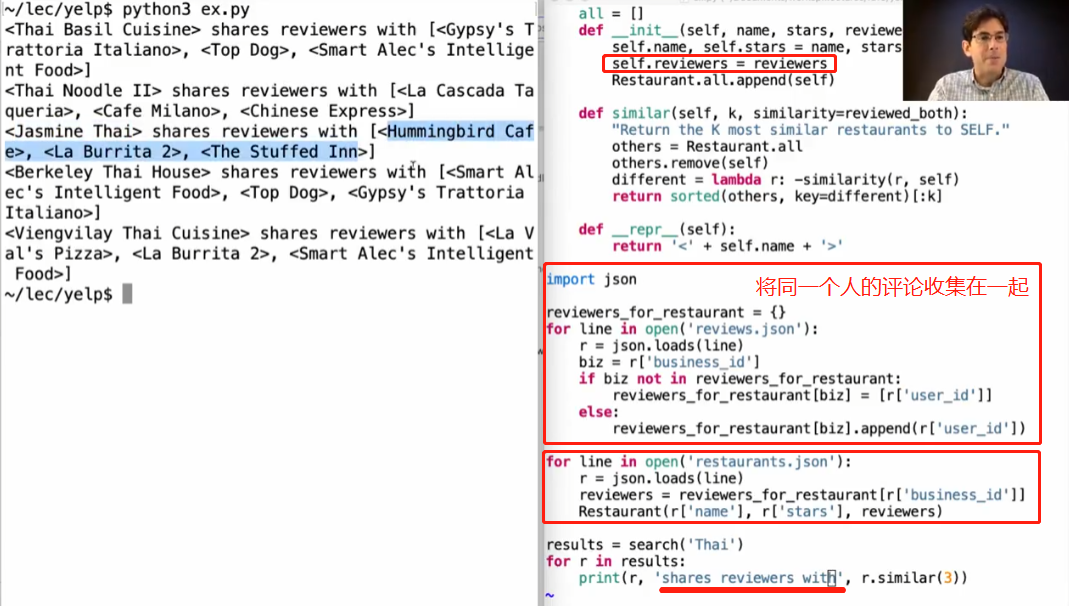 ~/lec/yelp$ python3 ex.py
<Thai Basil Cuisine> shares reviewers with [<Gypsy's T
rattoria Italiano>, <Top Dog>, <Smart Alec's Intellige
nt Food>]
<Thai Noodle II> shares reviewers with [<La Cascada Ta
queria>, <Cafe Milano>, <Chinese Express>]
<Jasmine Thai> shares reviewers with [<Hummingbird Caf
e>, <La Burrita 2>, <The Stuffed Inn>]
<Berkeley Thai House> shares reviewers with [<Smart Al
ec's Intelligent Food>, <Top Dog>, <Gypsy's Trattoria
Italiano>]
<Viengvilay Thai Cuisine> shares reviewers with [<La V
al's Pizza>, <La Burrita 2>, <Smart Alec's Intelligent
 Food>]
~/lec/yelp$
all = []
def __init__(self, name, stars, reviewe
self.name, self.stars = name, stars
self.reviewers = reviewers
Restaurant.all.append(self)
def similar(self, k, similarity=reviewed_both):
"Return the K most similar restaurants to SELF."
others = Restaurant.all
others.remove(self)
different = lambda r: -similarity(r, self)
return sorted(others, key=different)[:k]
def __repr__(self):
return '<' + self.name + '>'
import json
将同一个人的评论收集在一起
reviewers_for_restaurant = {}
for line in open('reviews.json'):
r = json.loads(line)
biz = r['business_id']
if biz not in reviewers_for_restaurant:
reviewers_for_restaurant[biz] = [r['user_id']]
else:
reviewers_for_restaurant[biz].append(r['user_id'])
for line in open('restaurants.json'):
r = json.loads(line)
reviewers = reviewers_for_restaurant[r['business_id']]
Restaurant(r['name'], r['stars'], reviewers)
results = search('Thai')
for r in results:
print(r, 'shares reviewers with', r.similar(3))
~